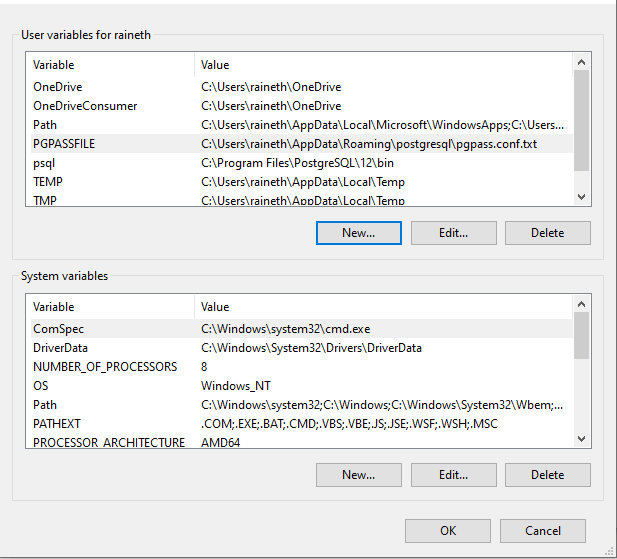 User variables for raineth
Variable Value
OneDrive C:\Users\raineth\OneDrive
OneDriveConsumer C:\Users\raineth\OneDrive
Path C:\Users\raineth\AppData\Local\Microsoft\WindowsApps;C:\Users...
PGPASSFILE C:\Users\raineth\AppData\Roaming\postgresql\pgpass.conf.txt
psql C:\Program Files\PostgreSQL\12\bin
TEMP C:\Users\raineth\AppData\Local\Temp
TMP C:\Users\raineth\AppData\Local\Temp
New... Edit... Delete
System variables
Variable Value
ComSpec C:\Windows\system32\cmd.exe
DriverData C:\Windows\System32\Drivers\DriverData
NUMBER_OF_PROCESSORS 8
OS Windows_NT
Path C:\Windows\system32;C:\Windows;C:\Windows\System32\Wbem;...
PATHEXT .COM;.EXE;.BAT;.CMD;.VBS;.VBE;.JS;.JSE;.WSF;.WSH;.MSC
PROCESSOR_ARCHITECTURE AMD64
New... Edit... Delete
OK Cancel